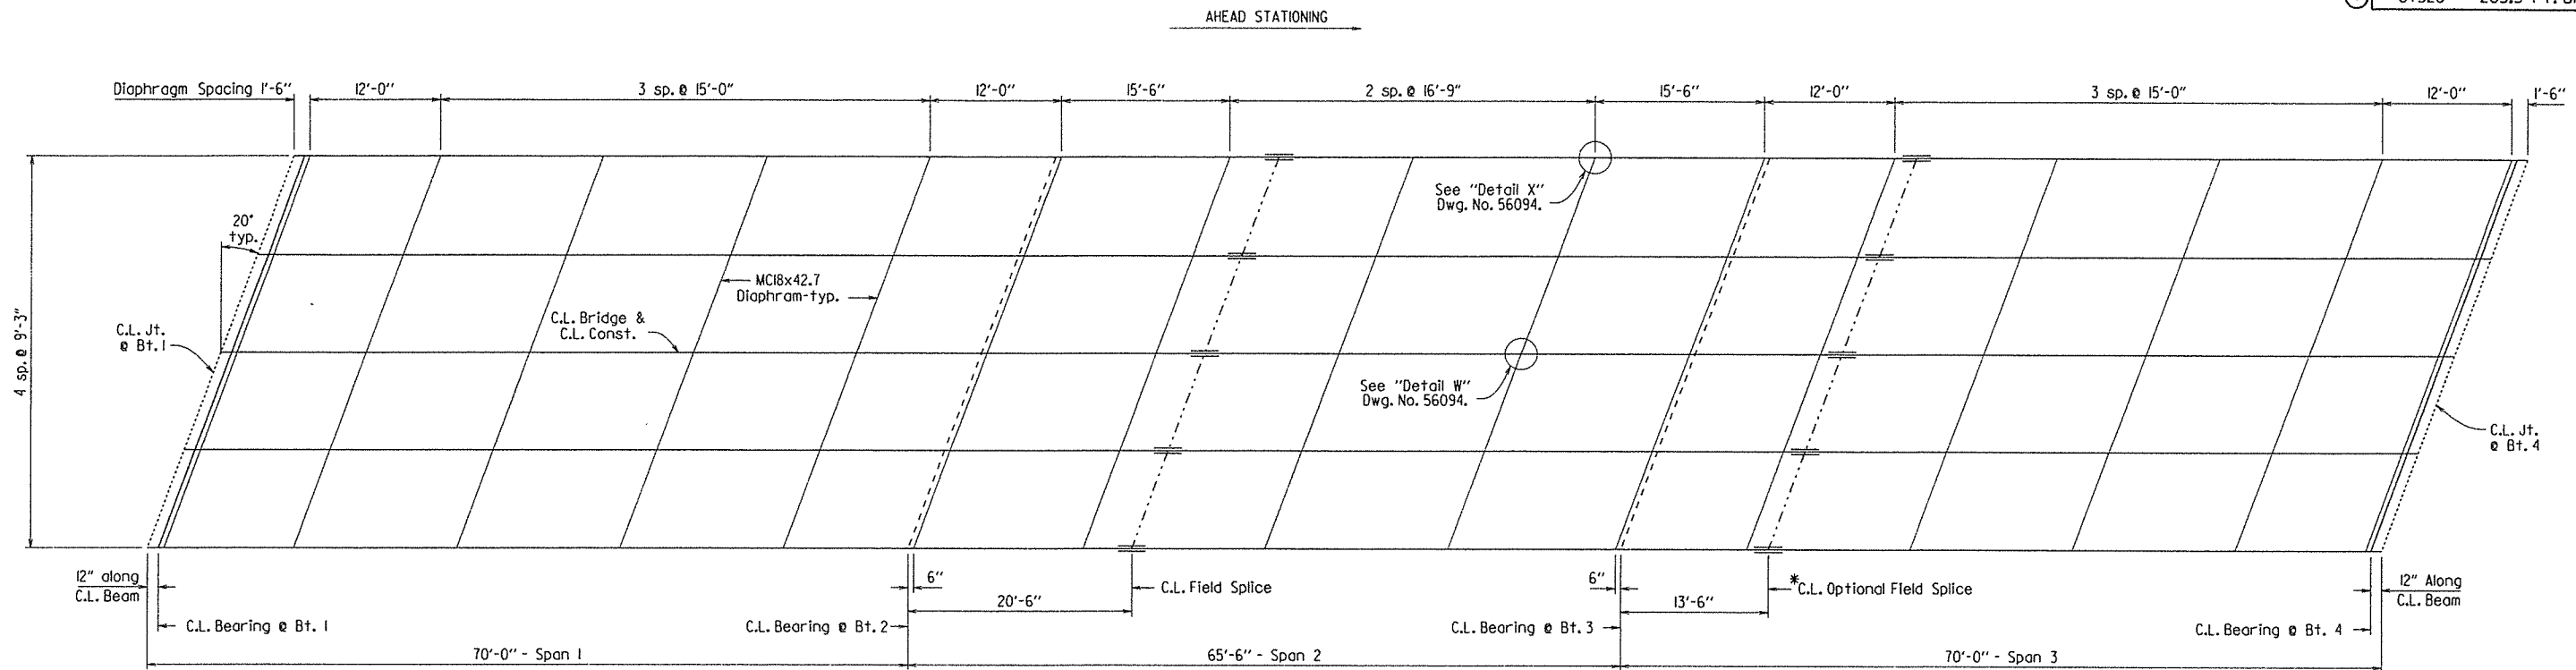 AHEAD STATIONING
Diaphragm Spacing 1'-6"
12'-0"
3 sp. @ 15'-0"
12'-0"
15'-6"
2 sp. @ 16'-9"
15'-6"
12'-0"
3 sp. @ 15'-0"
12'-0"
1'-6"
See "Detail X"
Dwg. No. 56094.
20°
typ.
MC18x42.7
Diaphram-typ.
C.L. Bridge &
C.L. Const.
C.L. Jt.
@ Bt. 1
4 sp. @ 9'-3"
See "Detail W"
Dwg. No. 56094.
C.L. Jt.
@ Bt. 4
12" along
C.L. Beam
6"
C.L. Field Splice
6"
*C.L. Optional Field Splice
12" Along
C.L. Beam
20'-6"
13'-6"
C.L. Bearing @ Bt. 1
C.L. Bearing @ Bt. 2
C.L. Bearing @ Bt. 3
C.L. Bearing @ Bt. 4
70'-0" - Span 1
65'-6" - Span 2
70'-0" - Span 3